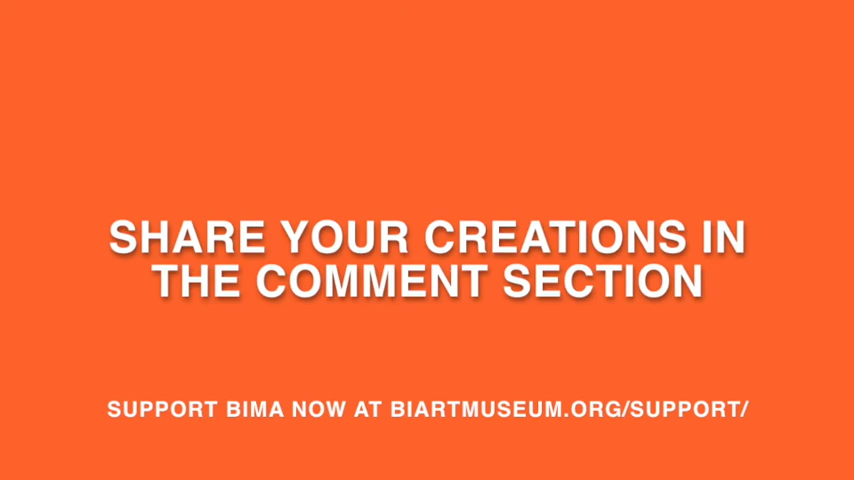 SHARE YOUR CREATIONS IN
THE COMMENT SECTION
SUPPORT BIMA NOW AT BIARTMUSEUM.ORG/SUPPORT/